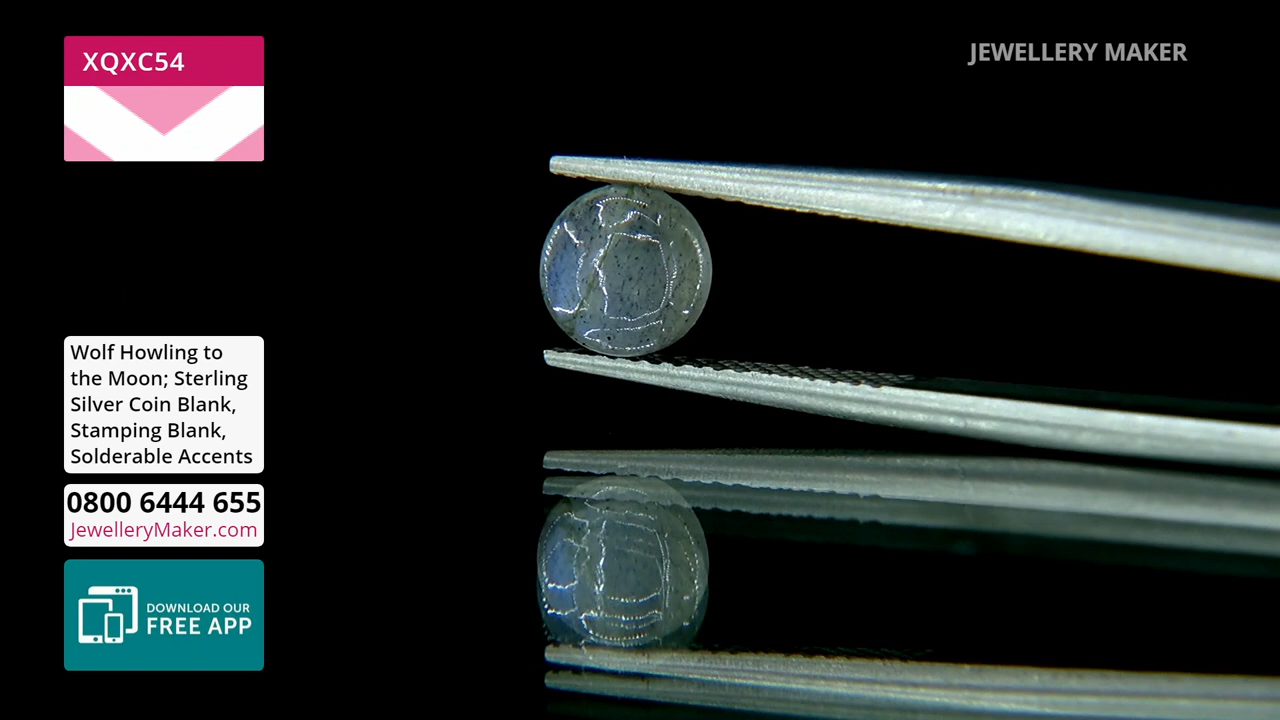 XQXC54
JEWELLERY MAKER
Wolf Howling to
the Moon; Sterling
Silver Coin Blank,
Stamping Blank,
Solderable Accents
0800 6444 655
JewelleryMaker.com
DOWNLOAD OUR
FREE APP